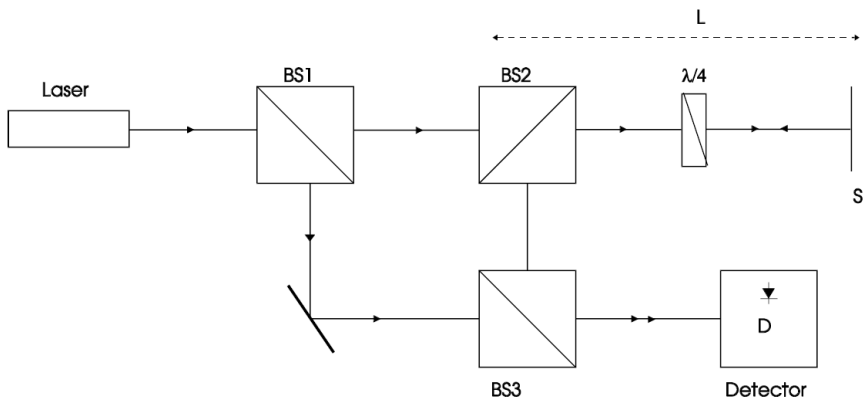 L
Laser
BS1
BS2
λ/4
S
D
BS3
Detector